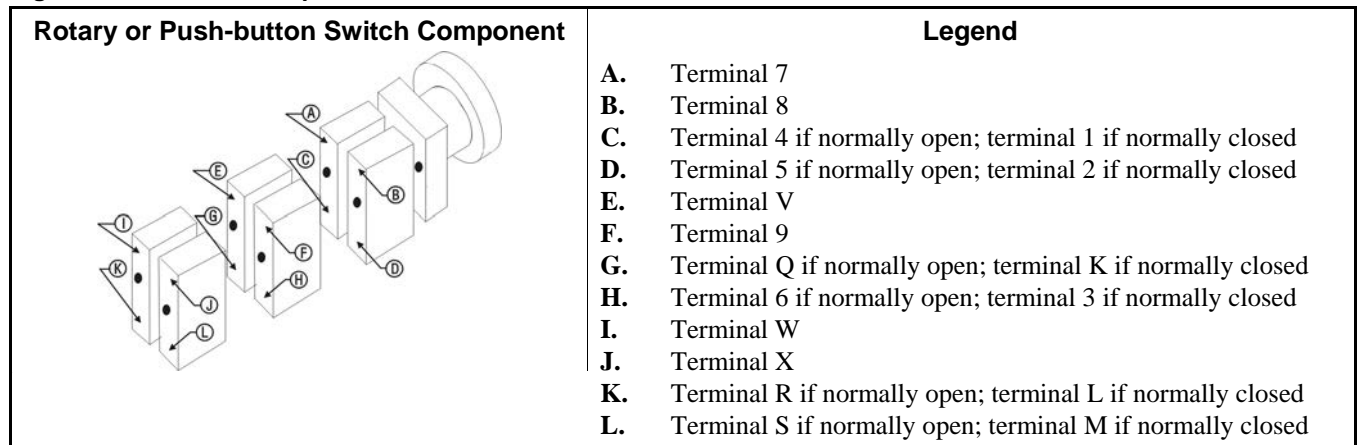 Rotary or Push-button Switch Component
A
C
B
E
G
D
F
I
H
K
J
L
Legend
A. Terminal 7
B. Terminal 8
C. Terminal 4 if normally open; terminal 1 if normally closed
D. Terminal 5 if normally open; terminal 2 if normally closed
E. Terminal V
F. Terminal 9
G. Terminal Q if normally open; terminal K if normally closed
H. Terminal 6 if normally open; terminal 3 if normally closed
I. Terminal W
J. Terminal X
K. Terminal R if normally open; terminal L if normally closed
L. Terminal S if normally open; terminal M if normally closed